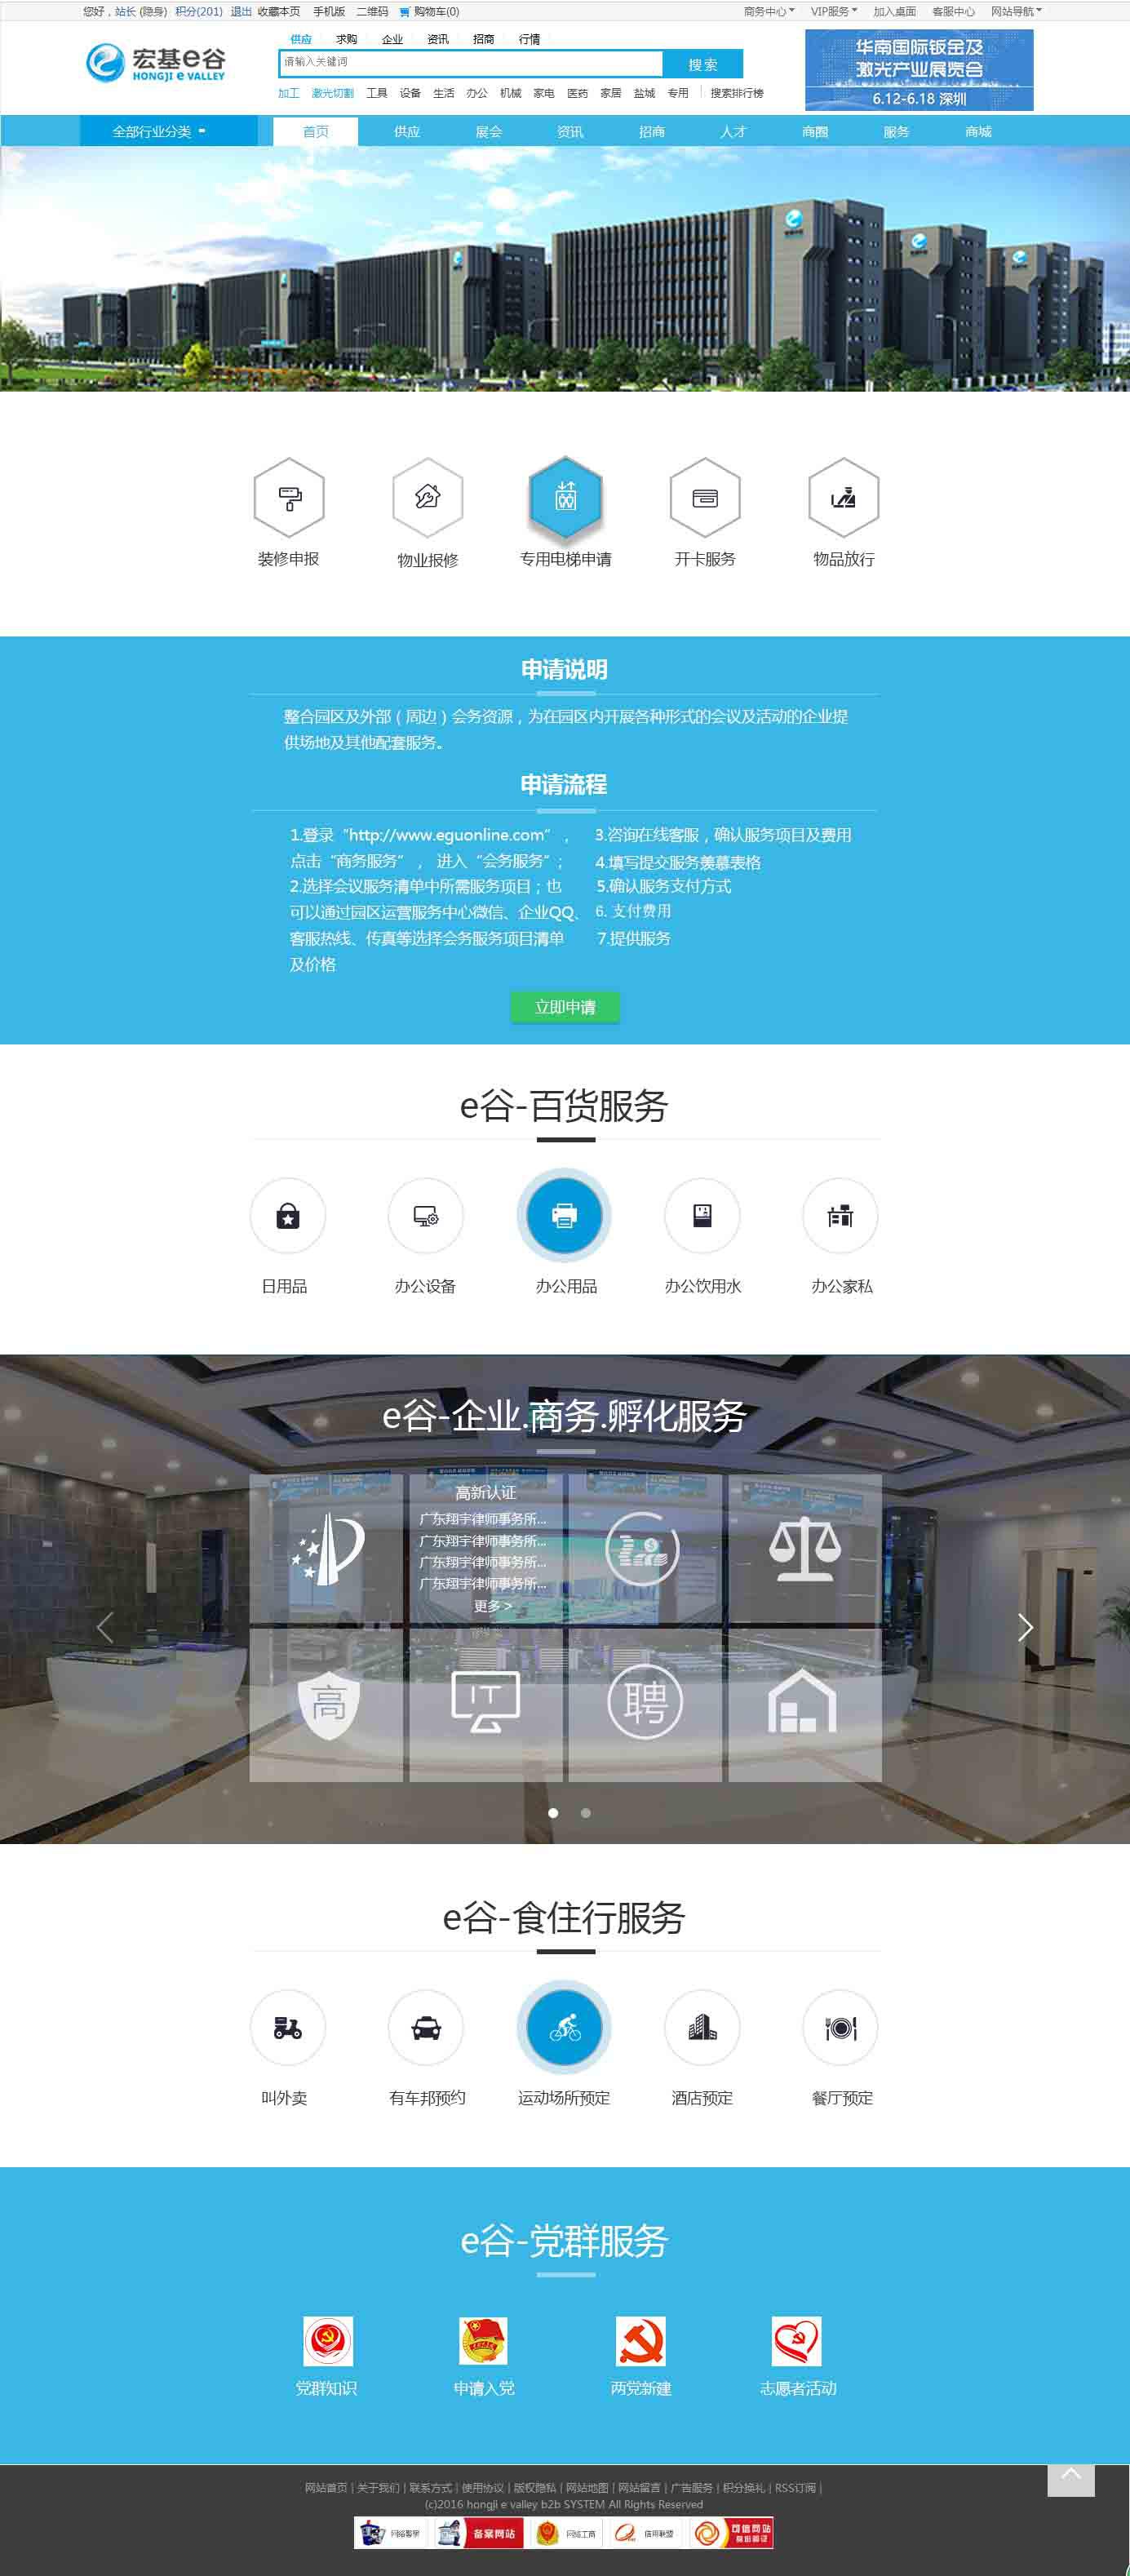 您好，站长 (隐身) 积分(201) 退出 收藏本页 手机版 二维码 购物车(0) 商务中心 VIP服务 加入桌面 客服中心 网站导航
宏基e谷
HONGJI e VALLEY
供应 求购 企业 资讯 招商 行情
请输入关键词 搜 索
加工 激光切割 工具 设备 生活 办公 机械 家电 医药 家居 盐城 专用 搜索排行榜
华南国际钣金及
激光产业展览会
6.12-6.18 深圳
全部行业分类 首页 供应 展会 资讯 招商 人才 商圈 服务 商城
装修申报 物业报修 专用电梯申请 开卡服务 物品放行
申请说明
整合园区及外部（周边）会务资源，为在园区内开展各种形式的会议及活动的企业提
供场地及其他配套服务。
申请流程
1.登录“http://www.eguonline.com”，
点击“商务服务”， 进入“会务服务”；
2.选择会议服务清单中所需服务项目；也
可以通过园区运营服务中心微信、企业QQ、
客服热线、传真等选择会务服务项目清单
及价格
3.咨询在线客服，确认服务项目及费用
4.填写提交服务羡慕表格
5.确认服务支付方式
6. 支付费用
7.提供服务
立即申请
e谷-百货服务
日用品 办公设备 办公用品 办公饮用水 办公家私
e谷-企业.商务.孵化服务
高新认证
广东翔宇律师事务所...
广东翔宇律师事务所...
广东翔宇律师事务所...
广东翔宇律师事务所...
更多 >
高 IT 聘
e谷-食住行服务
叫外卖 有车邦预约 运动场所预定 酒店预定 餐厅预定
e谷-党群服务
党群知识 申请入党 两党新建 志愿者活动
网站首页 | 关于我们 | 联系方式 | 使用协议 | 版权隐私 | 网站地图 | 网站留言 | 广告服务 | 积分换礼 | RSS订阅 |
(c)2016 hongji e valley b2b SYSTEM All Rights Reserved
网络警察 备案网站 网络工商 信用联盟 可信网站